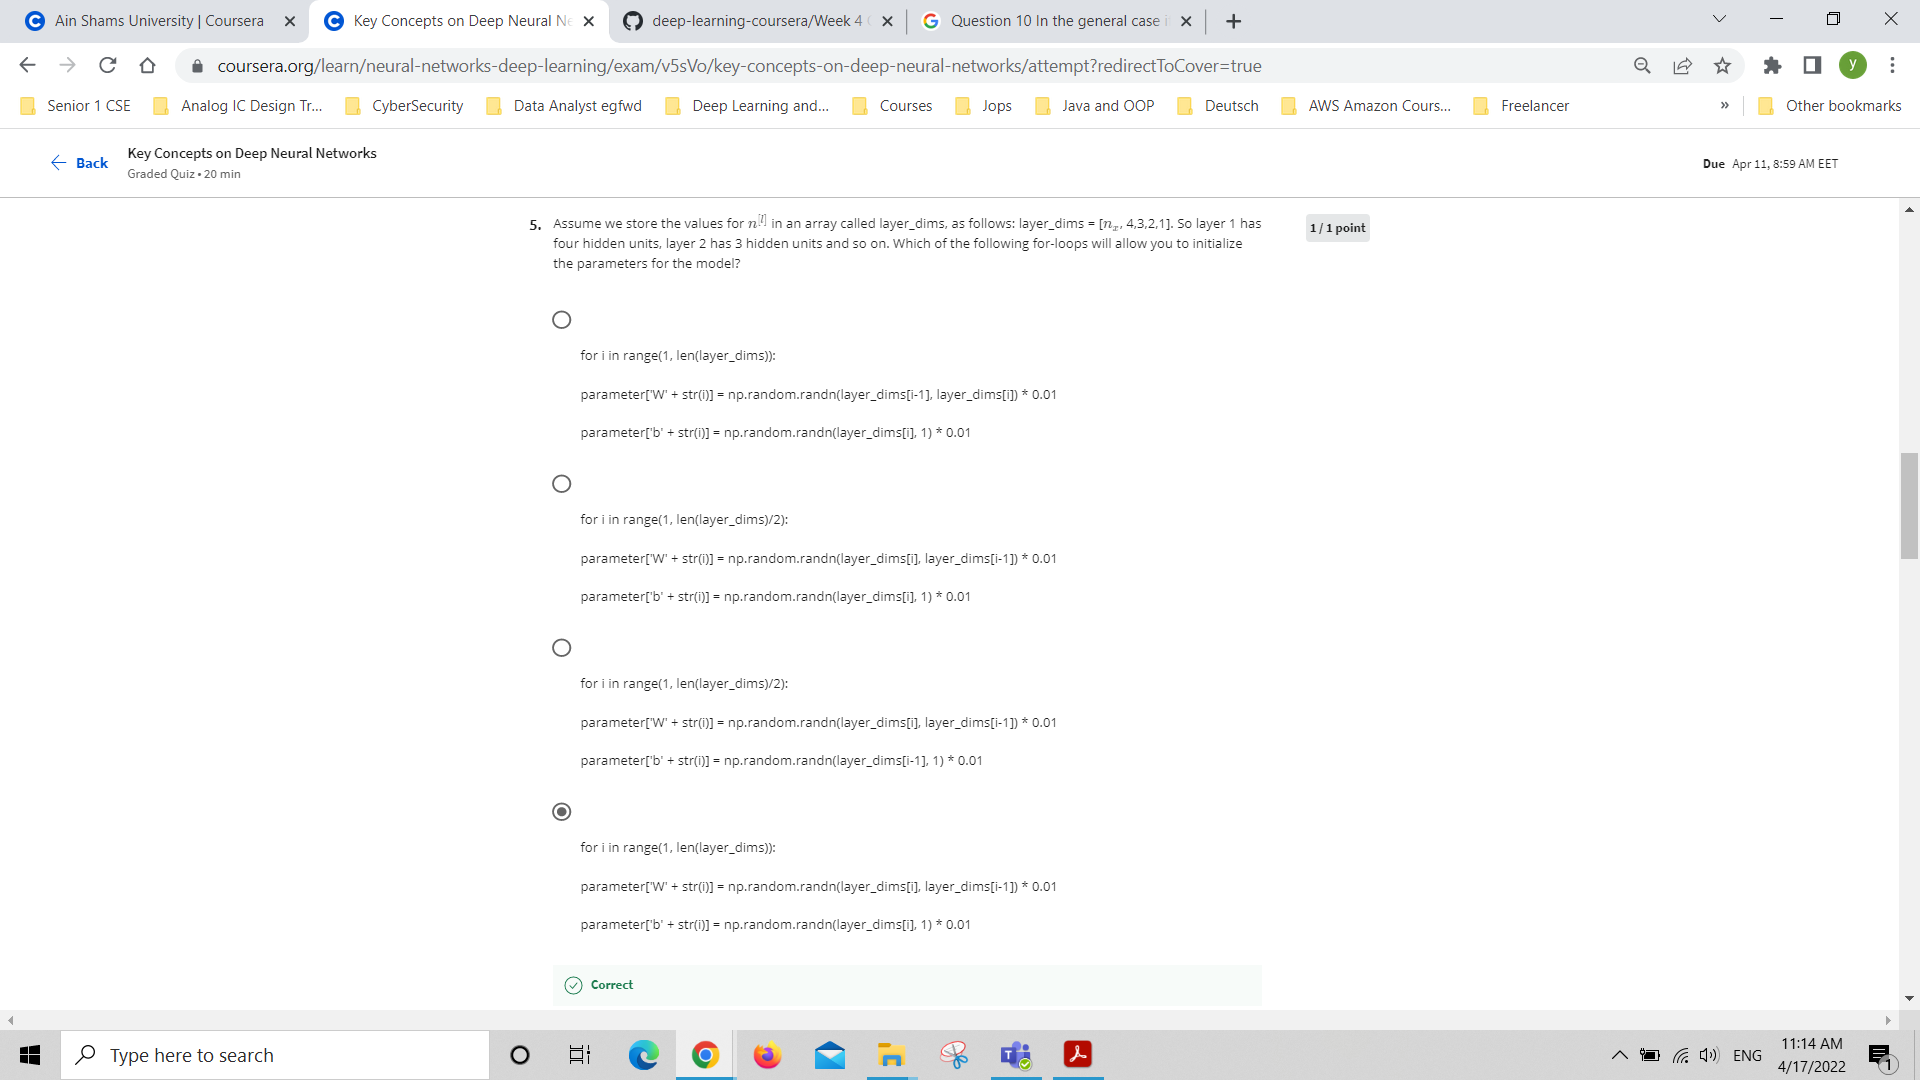 Ain Shams University | Coursera
Key Concepts on Deep Neural Ne
deep-learning-coursera/Week 4
Question 10 In the general case i
coursera.org/learn/neural-networks-deep-learning/exam/v5sVo/key-concepts-on-deep-neural-networks/attempt?redirectToCover=true
y
Senior 1 CSE
Analog IC Design Tr...
CyberSecurity
Data Analyst egfwd
Deep Learning and...
Courses
Jops
Java and OOP
Deutsch
AWS Amazon Cours...
Freelancer
»
Other bookmarks
Back
Key Concepts on Deep Neural Networks
Graded Quiz • 20 min
Due Apr 11, 8:59 AM EET
5. Assume we store the values for n^[l] in an array called layer_dims, as follows: layer_dims = [n_x, 4,3,2,1]. So layer 1 has
four hidden units, layer 2 has 3 hidden units and so on. Which of the following for-loops will allow you to initialize
the parameters for the model?
1 / 1 point
for i in range(1, len(layer_dims)):
parameter['W' + str(i)] = np.random.randn(layer_dims[i-1], layer_dims[i]) * 0.01
parameter['b' + str(i)] = np.random.randn(layer_dims[i], 1) * 0.01
for i in range(1, len(layer_dims)/2):
parameter['W' + str(i)] = np.random.randn(layer_dims[i], layer_dims[i-1]) * 0.01
parameter['b' + str(i)] = np.random.randn(layer_dims[i], 1) * 0.01
for i in range(1, len(layer_dims)/2):
parameter['W' + str(i)] = np.random.randn(layer_dims[i], layer_dims[i-1]) * 0.01
parameter['b' + str(i)] = np.random.randn(layer_dims[i-1], 1) * 0.01
for i in range(1, len(layer_dims)):
parameter['W' + str(i)] = np.random.randn(layer_dims[i], layer_dims[i-1]) * 0.01
parameter['b' + str(i)] = np.random.randn(layer_dims[i], 1) * 0.01
Correct
Type here to search
ENG
11:14 AM
4/17/2022
1